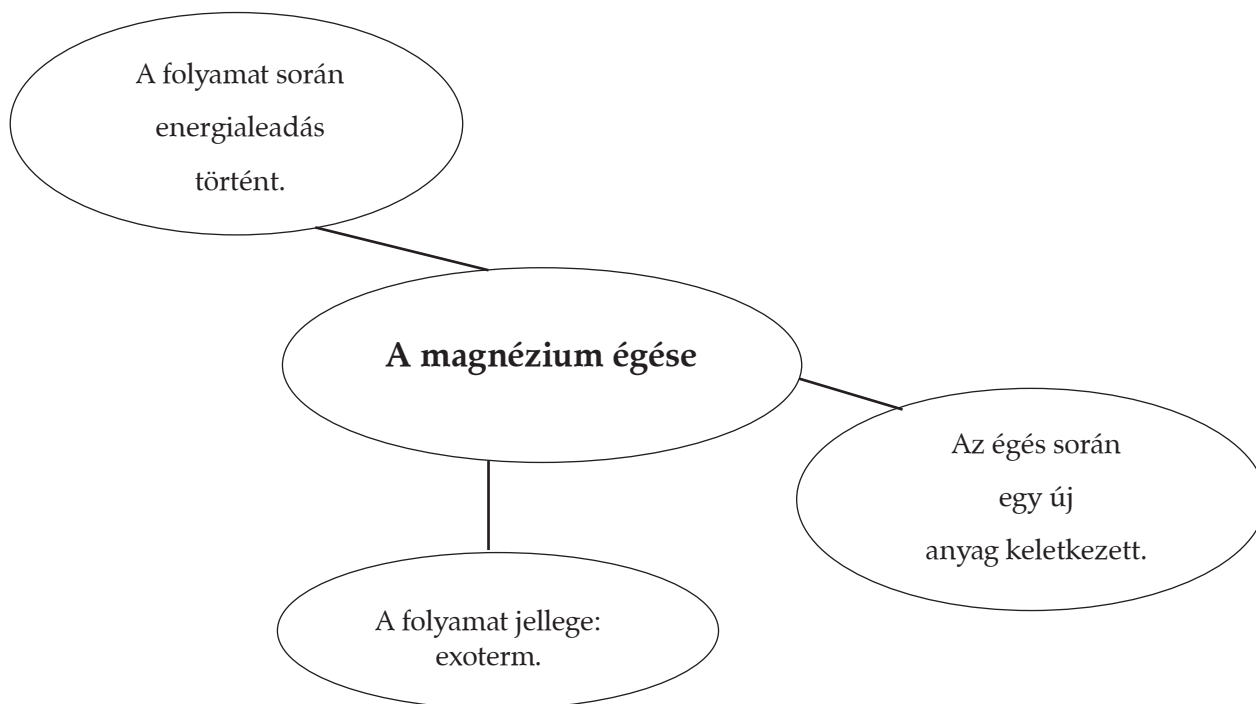 A folyamat során
energialeadás
történt.
A magnézium égése
Az égés során
egy új
anyag keletkezett.
A folyamat jellege:
exoterm.